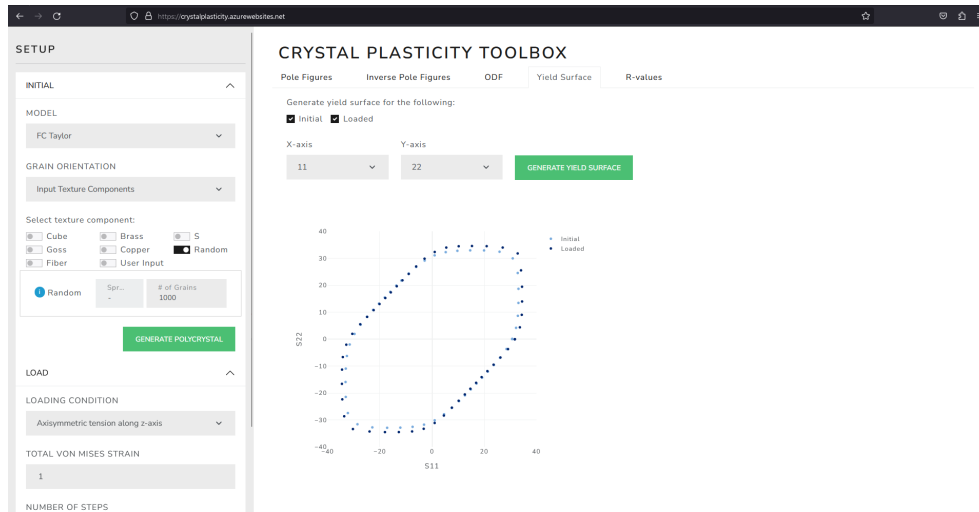 https://crystalplasticity.azurewebsites.net
SETUP
INITIAL
MODEL
FC Taylor
GRAIN ORIENTATION
Input Texture Components
Select texture component:
Cube Brass S
Goss Copper Random
Fiber User Input
i Random Spr... - # of Grains 1000
GENERATE POLYCRYSTAL
LOAD
LOADING CONDITION
Axisymmetric tension along z-axis
TOTAL VON MISES STRAIN
1
NUMBER OF STEPS
CRYSTAL PLASTICITY TOOLBOX
Pole Figures Inverse Pole Figures ODF Yield Surface R-values
Generate yield surface for the following:
Initial Loaded
X-axis Y-axis
11 22 GENERATE YIELD SURFACE
Initial
Loaded
40
30
20
10
0
−10
−20
−30
−40
S22
−40 −20 0 20 40
S11